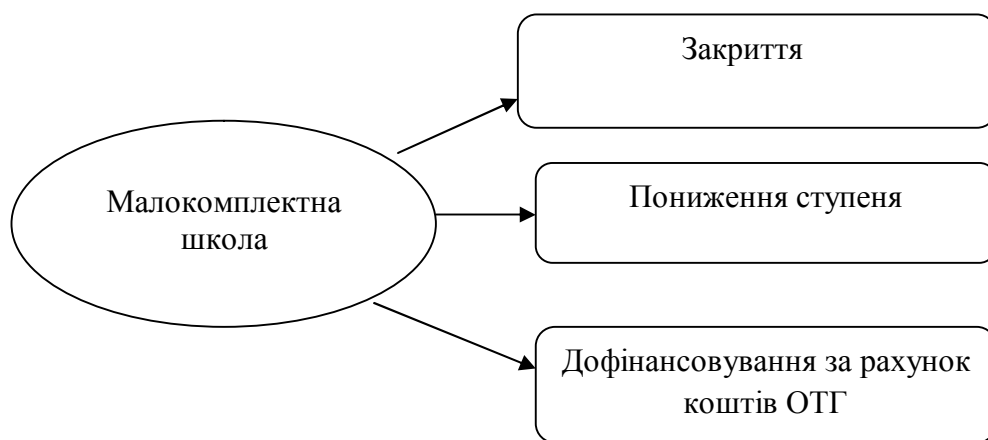 Закриття
Малокомплектна
школа
Пониження ступеня
Дофінансовування за рахунок
коштів ОТГ